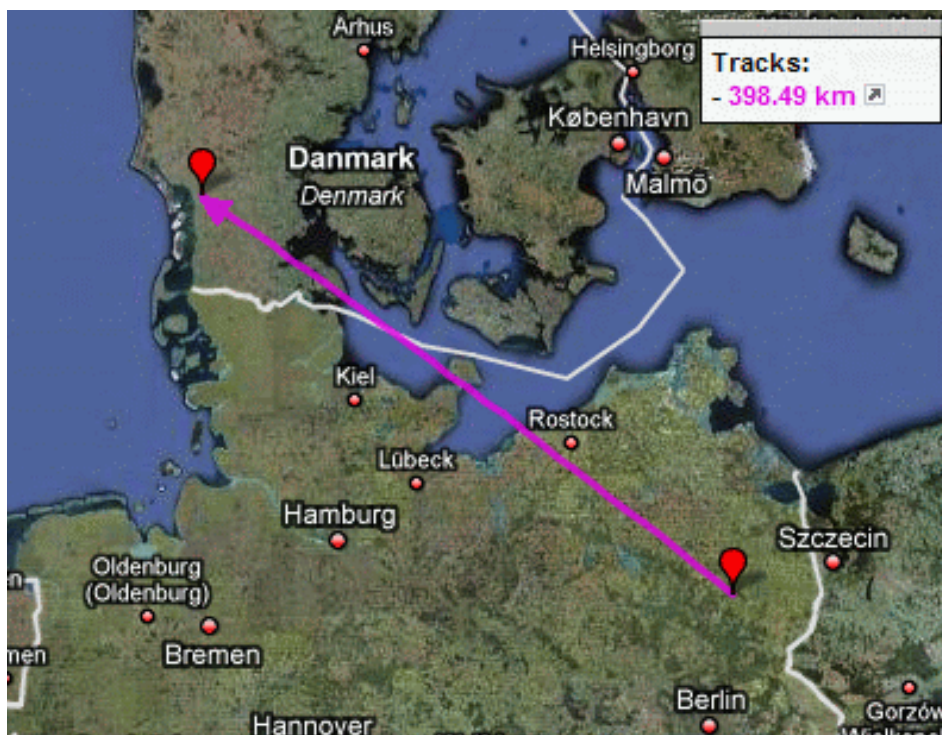 Arhus
Helsingborg
Tracks:
- 398.49 km
København
Malmö
Danmark
Denmark
Kiel
Rostock
Lübeck
Hamburg
Szczecin
Oldenburg
(Oldenburg)
Bremen
Berlin
Gorzów
Hannover